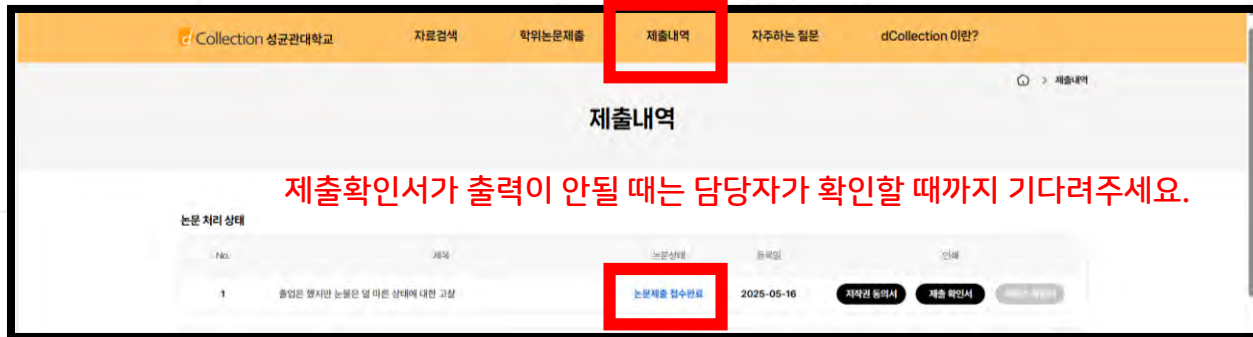 dCollection 성균관대학교 자료검색 학위논문제출 제출내역 자주하는 질문 dCollection 이란?
> 제출내역
제출내역
제출확인서가 출력이 안될 때는 담당자가 확인할 때까지 기다려주세요.
논문 처리 상태
No. 제목 논문상태 등록일 인쇄
1 졸업은 했지만 눈물은 덜 마른 상태에 대한 고찰 논문제출 접수완료 2025-05-16 저작권 동의서 제출 확인서